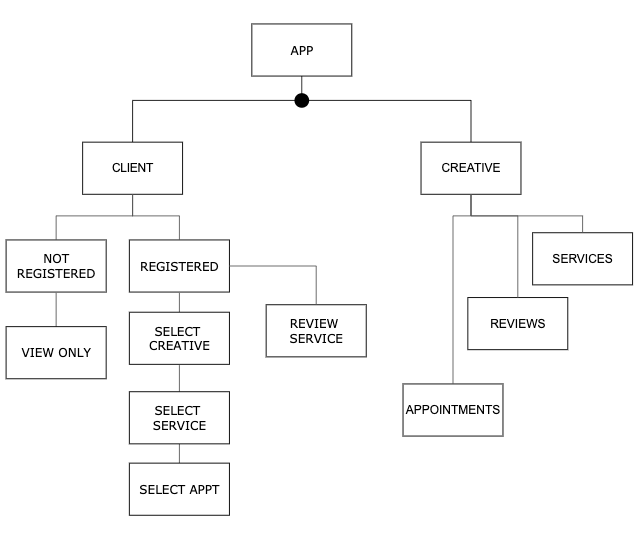 APP
CLIENT
CREATIVE
NOT
REGISTERED
REGISTERED
SERVICES
VIEW ONLY
SELECT
CREATIVE
REVIEW
SERVICE
REVIEWS
SELECT
SERVICE
APPOINTMENTS
SELECT APPT